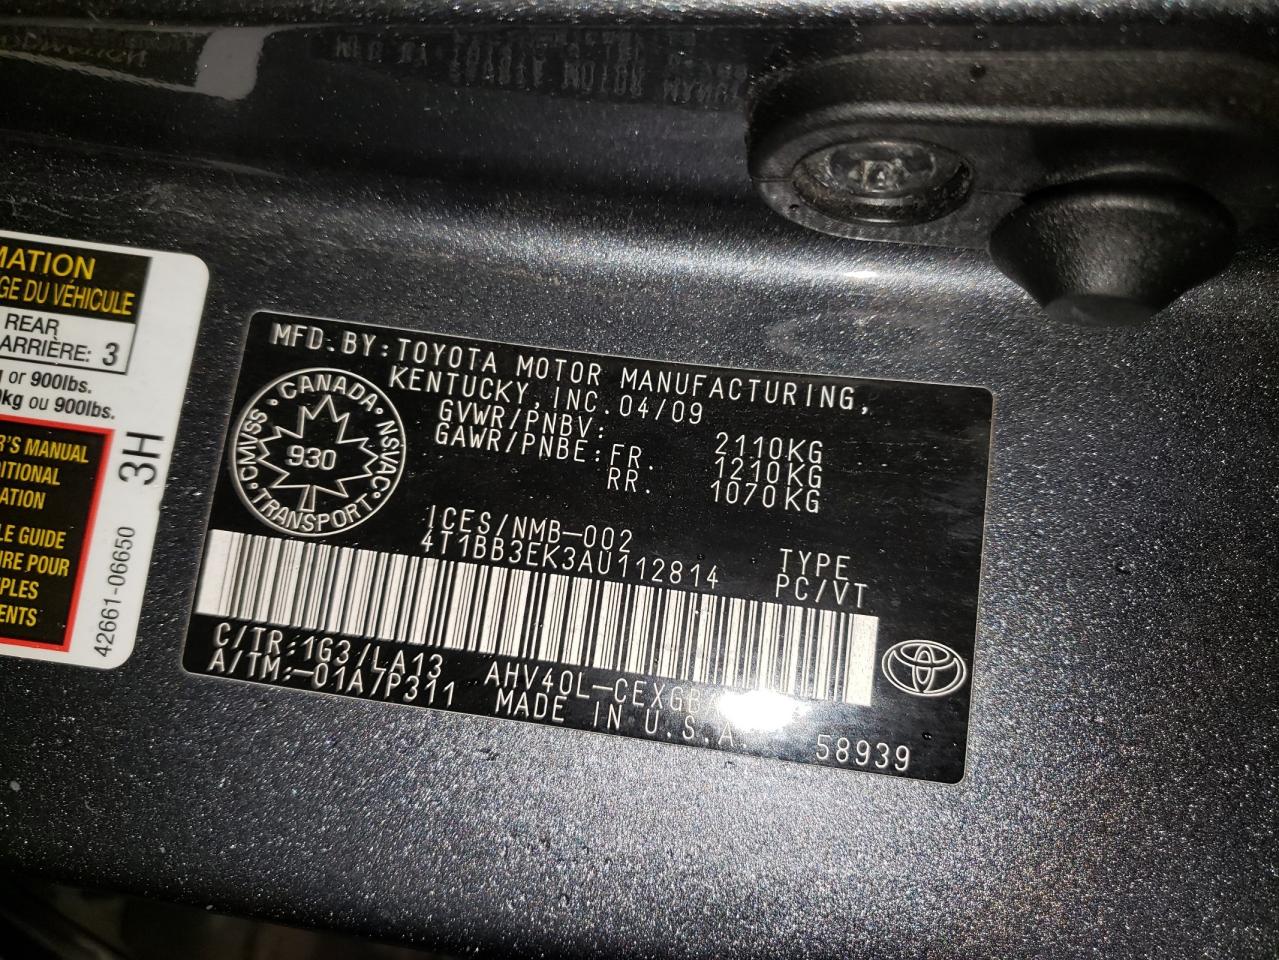 MATION
GE DU VÉHICULE
REAR
ARRIÈRE: 3
or 900lbs.
kg ou 900lbs.
R'S MANUAL
DITIONAL
ATION
LE GUIDE
IRE POUR
PLES
ENTS
3H
42661-06650
MFD.BY:TOYOTA MOTOR MANUFACTURING,
KENTUCKY,INC.04/09
GVWR/PNBV: 2110KG
GAWR/PNBE:FR. 1210KG
RR. 1070KG
CANADA·NSVAC·TRANSPORT·CMVSS·
930
ICES/NMB-002
4T1BB3EK3AU112814
TYPE
PC/VT
C/TR:1G3/LA13 AHV40L-CEXGB
A/TM:-01A/P311 MADE IN U.S.A.
58939